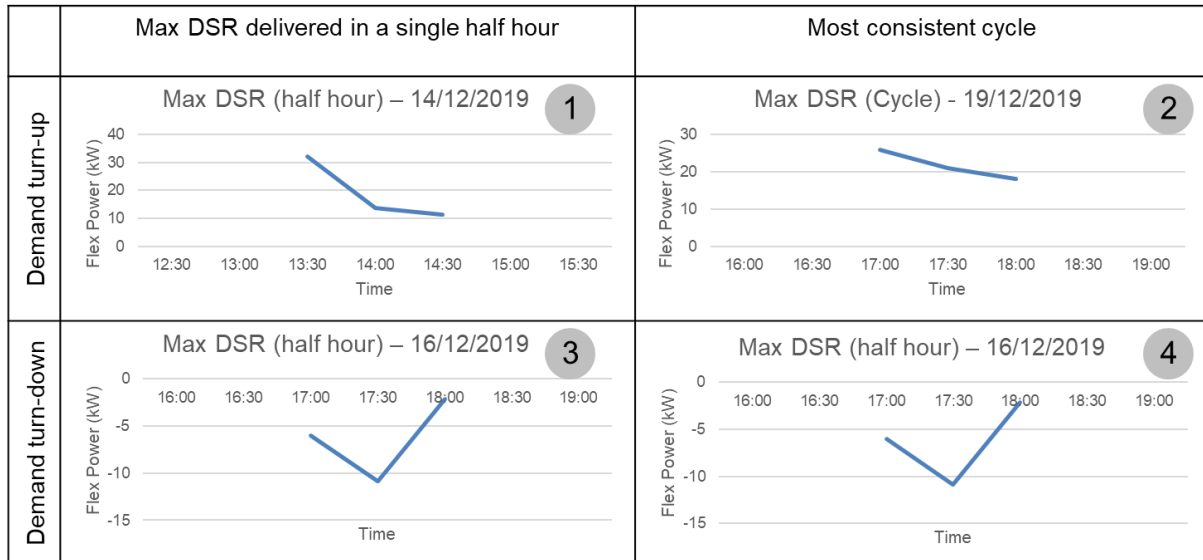 Max DSR delivered in a single half hour
Most consistent cycle
Demand turn-up
Max DSR (half hour) – 14/12/2019
1
Flex Power (kW)
40
30
20
10
0
12:30 13:00 13:30 14:00 14:30 15:00 15:30
Time
Max DSR (Cycle) - 19/12/2019
2
Flex Power (kW)
30
20
10
0
16:00 16:30 17:00 17:30 18:00 18:30 19:00
Time
Demand turn-down
Max DSR (half hour) – 16/12/2019
3
Flex Power (kW)
0
16:00 16:30 17:00 17:30 18:00 18:30 19:00
-5
-10
-15
Time
Max DSR (half hour) – 16/12/2019
4
Flex Power (kW)
0
16:00 16:30 17:00 17:30 18:00 18:30 19:00
-5
-10
-15
Time